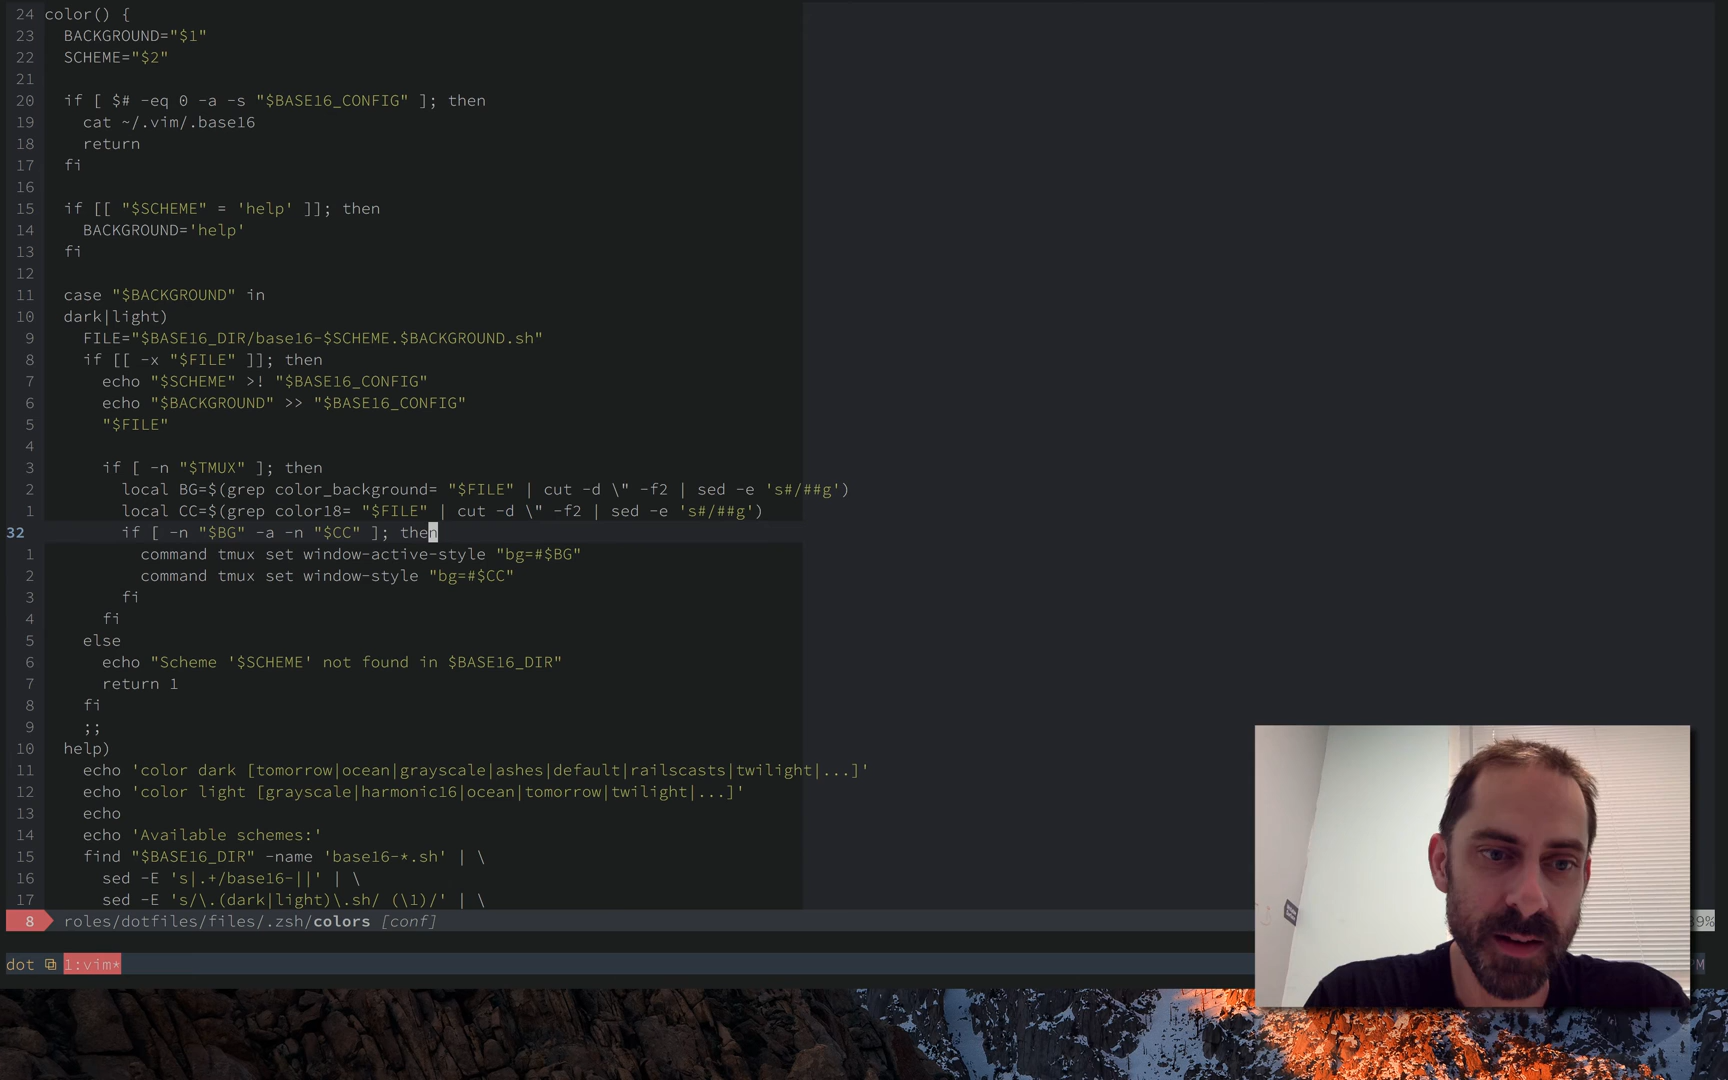 24 color() {
23 BACKGROUND="$1"
22 SCHEME="$2"
21
20 if [ $# -eq 0 -a -s "$BASE16_CONFIG" ]; then
19 cat ~/.vim/.base16
18 return
17 fi
16
15 if [[ "$SCHEME" = 'help' ]]; then
14 BACKGROUND='help'
13 fi
12
11 case "$BACKGROUND" in
10 dark|light)
9 FILE="$BASE16_DIR/base16-$SCHEME.$BACKGROUND.sh"
8 if [[ -x "$FILE" ]]; then
7 echo "$SCHEME" >! "$BASE16_CONFIG"
6 echo "$BACKGROUND" >> "$BASE16_CONFIG"
5 "$FILE"
4
3 if [ -n "$TMUX" ]; then
2 local BG=$(grep color_background= "$FILE" | cut -d \" -f2 | sed -e 's#/##g')
1 local CC=$(grep color18= "$FILE" | cut -d \" -f2 | sed -e 's#/##g')
32 if [ -n "$BG" -a -n "$CC" ]; then
1 command tmux set window-active-style "bg=#$BG"
2 command tmux set window-style "bg=#$CC"
3 fi
4 fi
5 else
6 echo "Scheme '$SCHEME' not found in $BASE16_DIR"
7 return 1
8 fi
9 ;;
10 help)
11 echo 'color dark [tomorrow|ocean|grayscale|ashes|default|railscasts|twilight|...]'
12 echo 'color light [grayscale|harmonic16|ocean|tomorrow|twilight|...]'
13 echo
14 echo 'Available schemes:'
15 find "$BASE16_DIR" -name 'base16-*.sh' | \
16 sed -E 's|.+/base16-||' | \
17 sed -E 's/\.(dark|light)\.sh/ (\1)/' | \
8 roles/dotfiles/files/.zsh/colors [conf] 9%
dot 1:vim* M